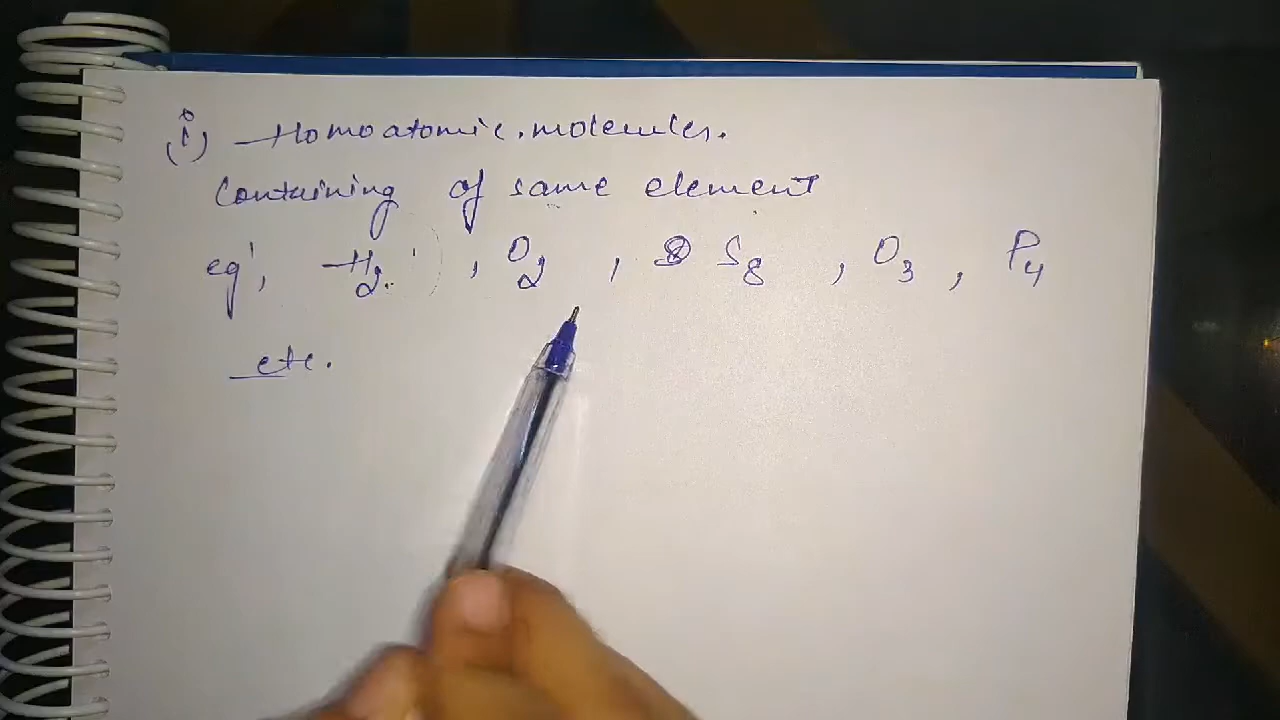 (i) Homoatomic molecules.
Containing of same element
eg', H2, O2, S8, O3, P4
etc.